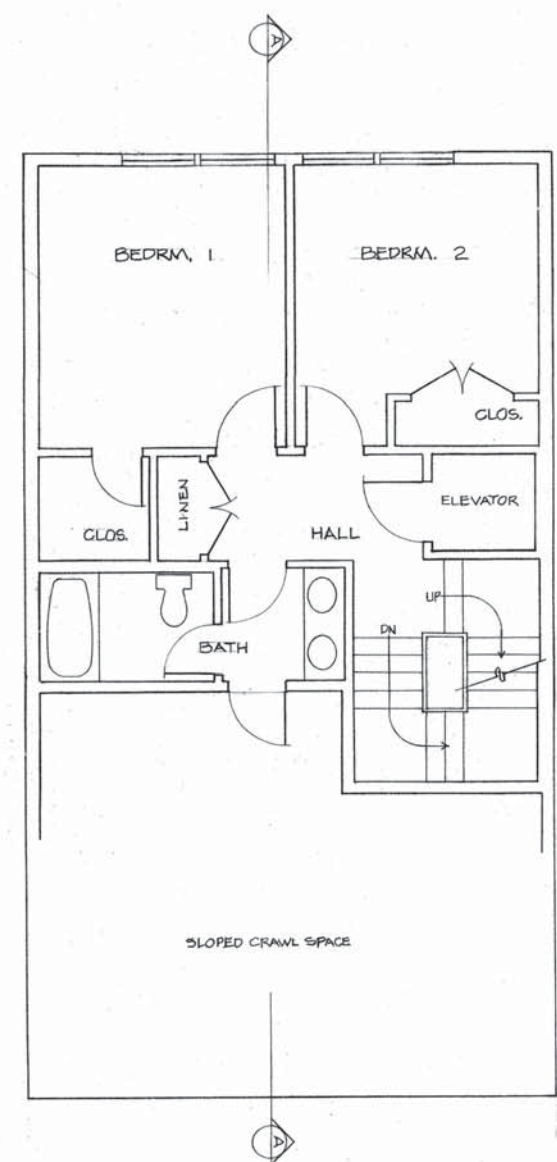 A
BEDRM. 1
BEDRM. 2
CLOS.
LINEN
ELEVATOR
CLOS.
HALL
UP
DN
BATH
SLOPED CRAWL SPACE
A